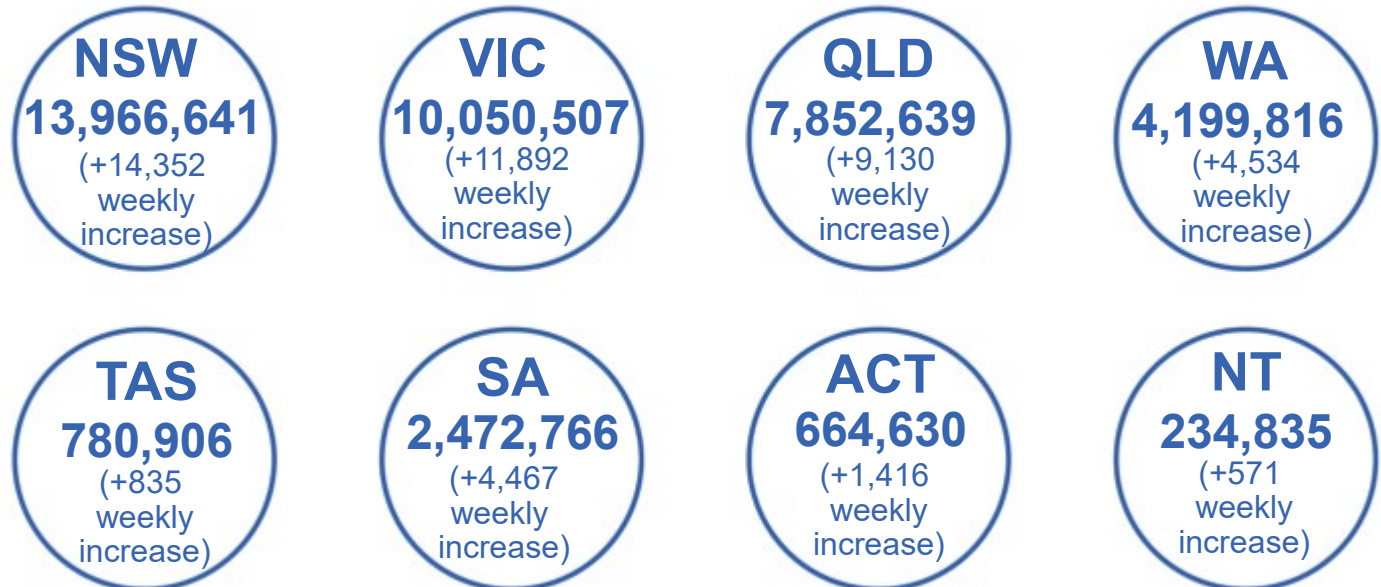 NSW
13,966,641
(+14,352
weekly
increase)
VIC
10,050,507
(+11,892
weekly
increase)
QLD
7,852,639
(+9,130
weekly
increase)
WA
4,199,816
(+4,534
weekly
increase)
TAS
780,906
(+835
weekly
increase)
SA
2,472,766
(+4,467
weekly
increase)
ACT
664,630
(+1,416
weekly
increase)
NT
234,835
(+571
weekly
increase)